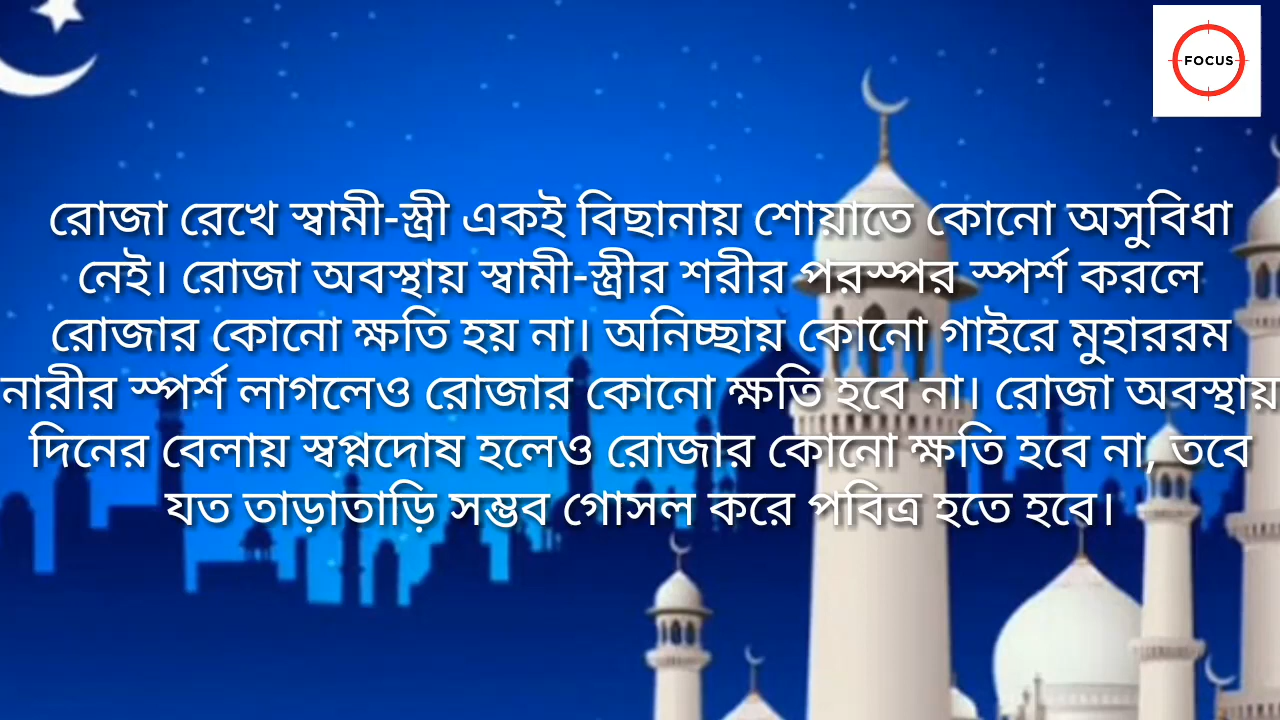 FOCUS
রোজা রেখে স্বামী-স্ত্রী একই বিছানায় শোয়াতে কোনো অসুবিধা
নেই। রোজা অবস্থায় স্বামী-স্ত্রীর শরীর পরস্পর স্পর্শ করলে
রোজার কোনো ক্ষতি হয় না। অনিচ্ছায় কোনো গাইরে মুহাররম
নারীর স্পর্শ লাগলেও রোজার কোনো ক্ষতি হবে না। রোজা অবস্থায়
দিনের বেলায় স্বপ্নদোষ হলেও রোজার কোনো ক্ষতি হবে না, তবে
যত তাড়াতাড়ি সম্ভব গোসল করে পবিত্র হতে হবে।